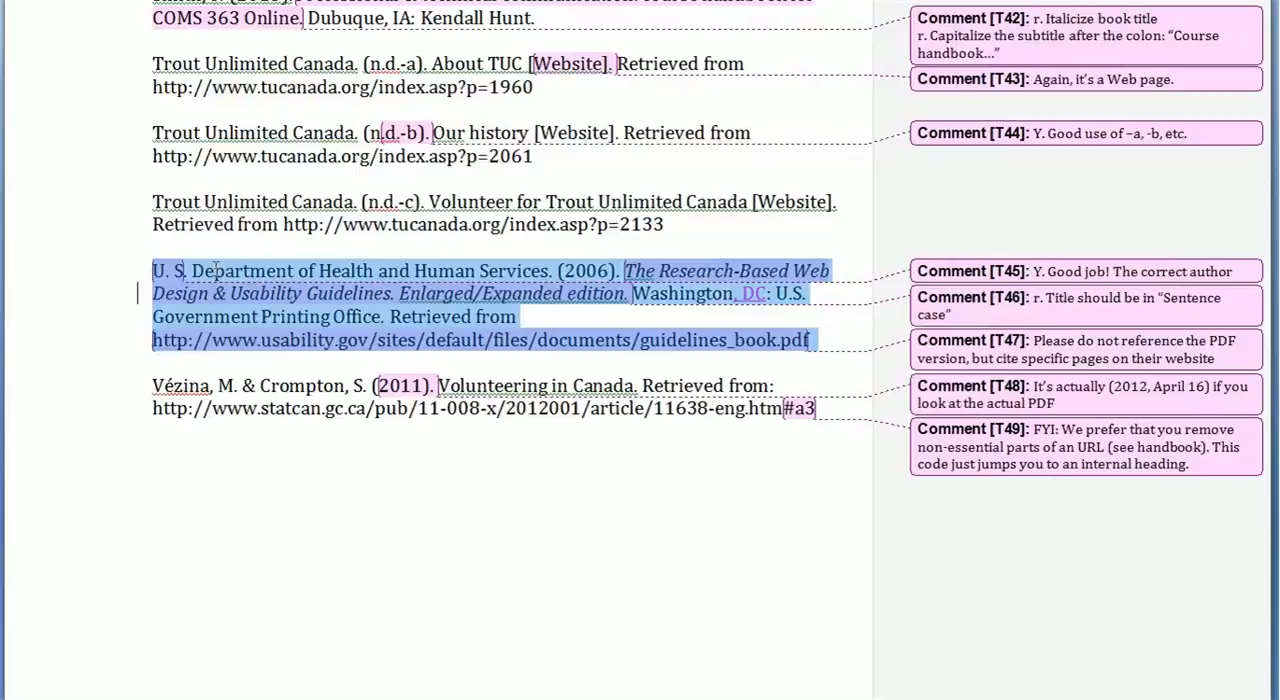 COMS 363 Online. Dubuque, IA: Kendall Hunt.
Trout Unlimited Canada. (n.d.-a). About TUC [Website]. Retrieved from
http://www.tucanada.org/index.asp?p=1960
Trout Unlimited Canada. (n.d.-b). Our history [Website]. Retrieved from
http://www.tucanada.org/index.asp?p=2061
Trout Unlimited Canada. (n.d.-c). Volunteer for Trout Unlimited Canada [Website].
Retrieved from http://www.tucanada.org/index.asp?p=2133
U. S. Department of Health and Human Services. (2006). The Research-Based Web
Design & Usability Guidelines. Enlarged/Expanded edition. Washington, DC: U.S.
Government Printing Office. Retrieved from
http://www.usability.gov/sites/default/files/documents/guidelines_book.pdf
Vézina, M. & Crompton, S. (2011). Volunteering in Canada. Retrieved from:
http://www.statcan.gc.ca/pub/11-008-x/2012001/article/11638-eng.htm#a3
Comment [T42]: r. Italicize book title
r. Capitalize the subtitle after the colon: “Course
handbook…”
Comment [T43]: Again, it’s a Web page.
Comment [T44]: Y. Good use of –a, -b, etc.
Comment [T45]: Y. Good job! The correct author
Comment [T46]: r. Title should be in “Sentence
case”
Comment [T47]: Please do not reference the PDF
version, but cite specific pages on their website
Comment [T48]: It’s actually (2012, April 16) if you
look at the actual PDF
Comment [T49]: FYI: We prefer that you remove
non-essential parts of an URL (see handbook). This
code just jumps you to an internal heading.